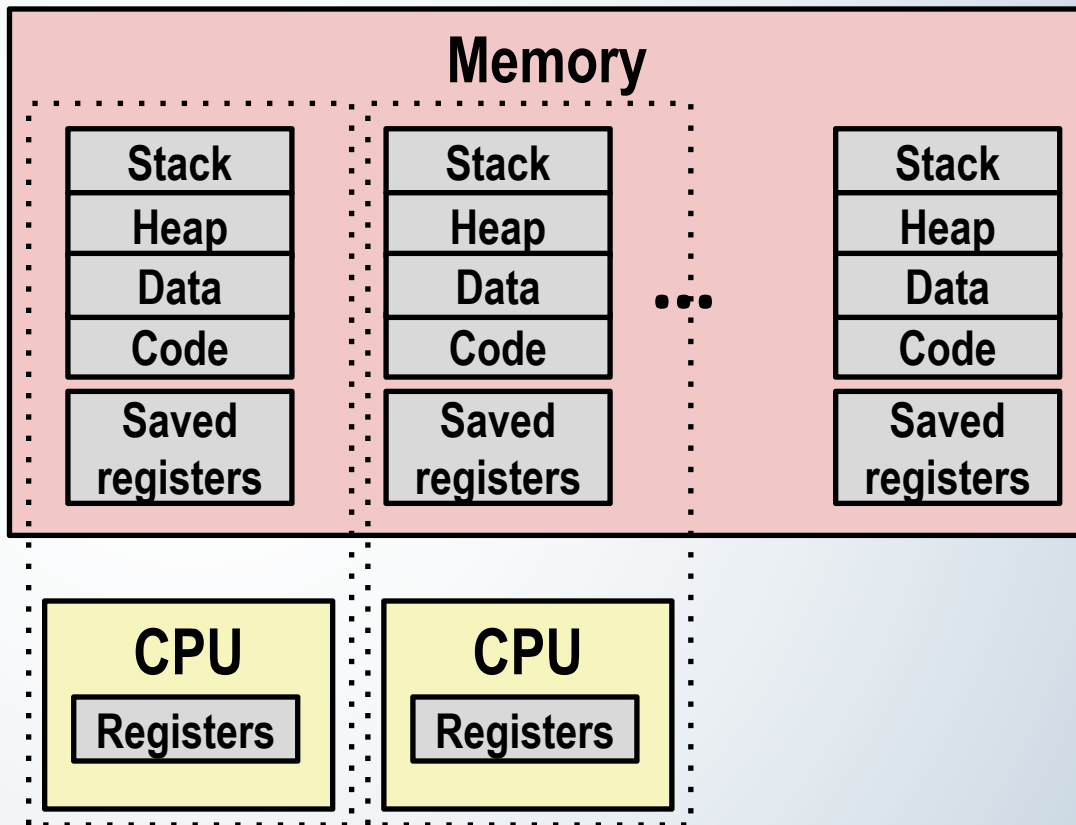 Memory
Stack
Heap
Data
Code
Saved
registers
Stack
Heap
Data
Code
Saved
registers
...
Stack
Heap
Data
Code
Saved
registers
CPU
Registers
CPU
Registers